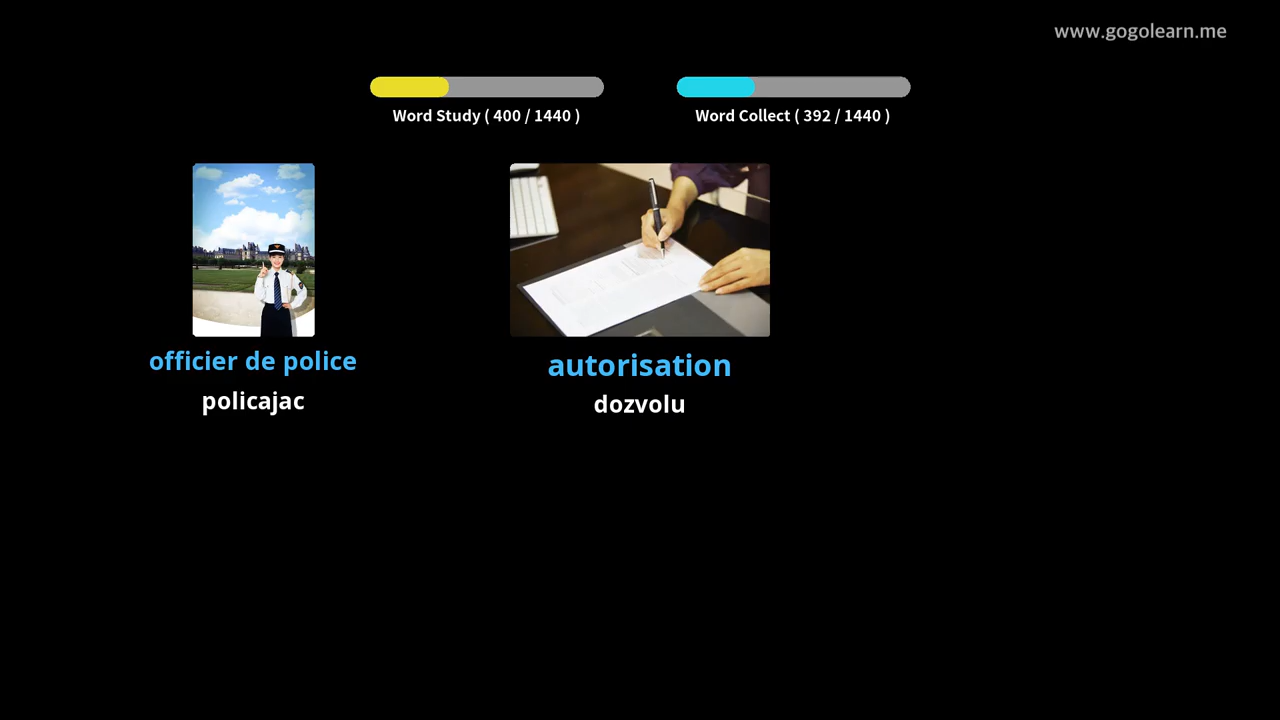 www.gogolearn.me
Word Study ( 400 / 1440 )
Word Collect ( 392 / 1440 )
officier de police
policajac
autorisation
dozvolu